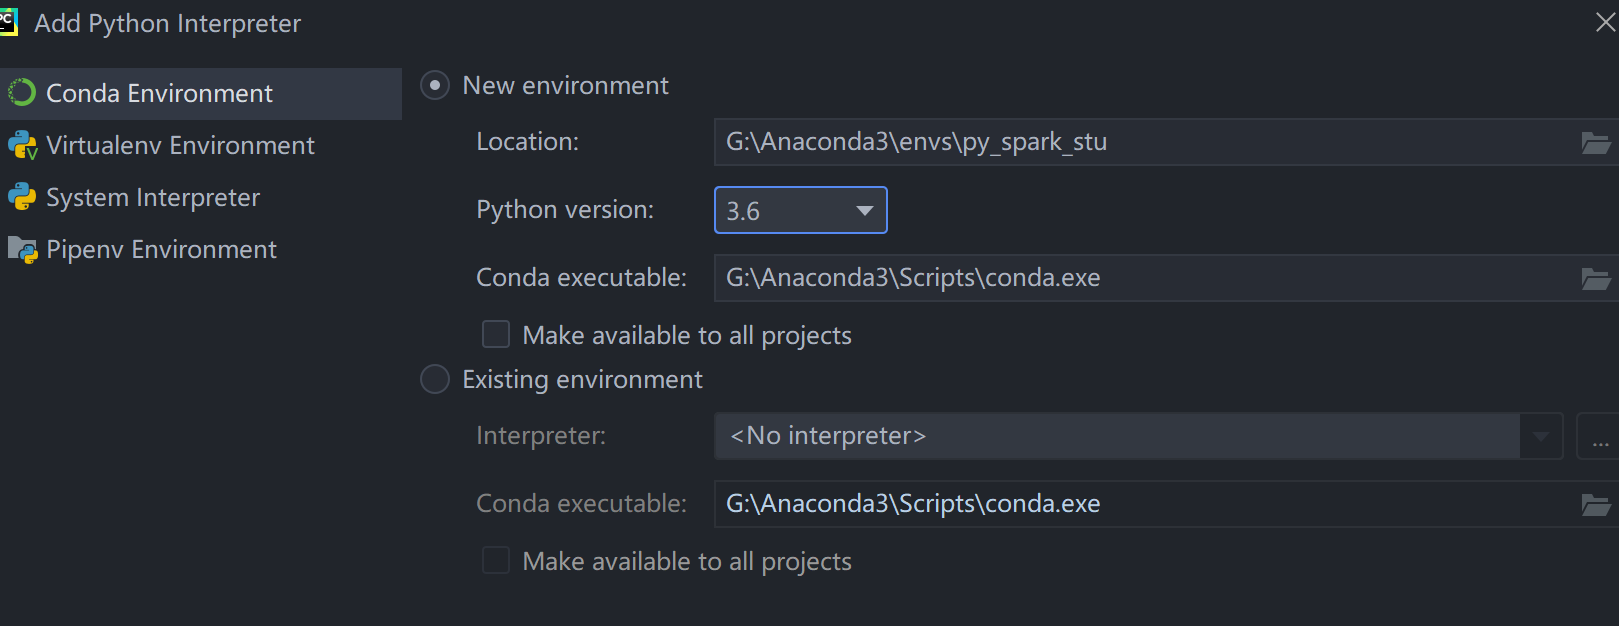 PC
Add Python Interpreter
Conda Environment
Virtualenv Environment
System Interpreter
Pipenv Environment
New environment
Location: G:\Anaconda3\envs\py_spark_stu
Python version: 3.6
Conda executable: G:\Anaconda3\Scripts\conda.exe
Make available to all projects
Existing environment
Interpreter: <No interpreter> ...
Conda executable: G:\Anaconda3\Scripts\conda.exe
Make available to all projects